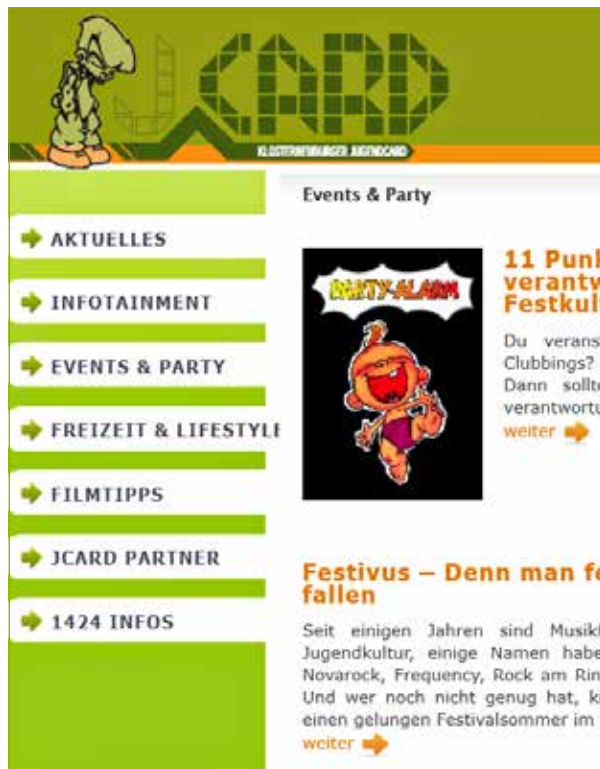 JCARD
KLOSTERNEUBURGER JUGENDCARD
Events & Party
AKTUELLES
INFOTAINMENT
EVENTS & PARTY
FREIZEIT & LIFESTYLE
FILMTIPPS
JCARD PARTNER
1424 INFOS
PARTY-ALARM
11 Punk
verantw
Festkul
Du verans
Clubbings?
Dann sollte
verantwortu
weiter
Festivus – Denn man fe
fallen
Seit einigen Jahren sind Musik
Jugendkultur, einige Namen habe
Novarock, Frequency, Rock am Rin
Und wer noch nicht genug hat, k
einen gelungen Festivalsommer im
weiter